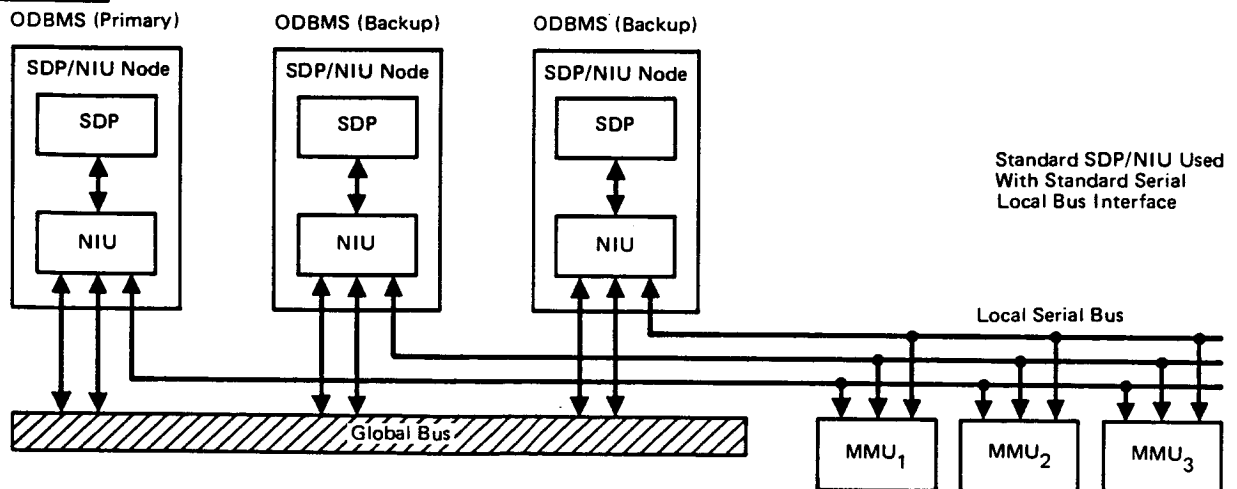 ODBMS (Primary)
ODBMS (Backup)
ODBMS (Backup)
SDP/NIU Node
SDP/NIU Node
SDP/NIU Node
SDP
SDP
SDP
NIU
NIU
NIU
Standard SDP/NIU Used
With Standard Serial
Local Bus Interface
Local Serial Bus
Global Bus
MMU1
MMU2
MMU3